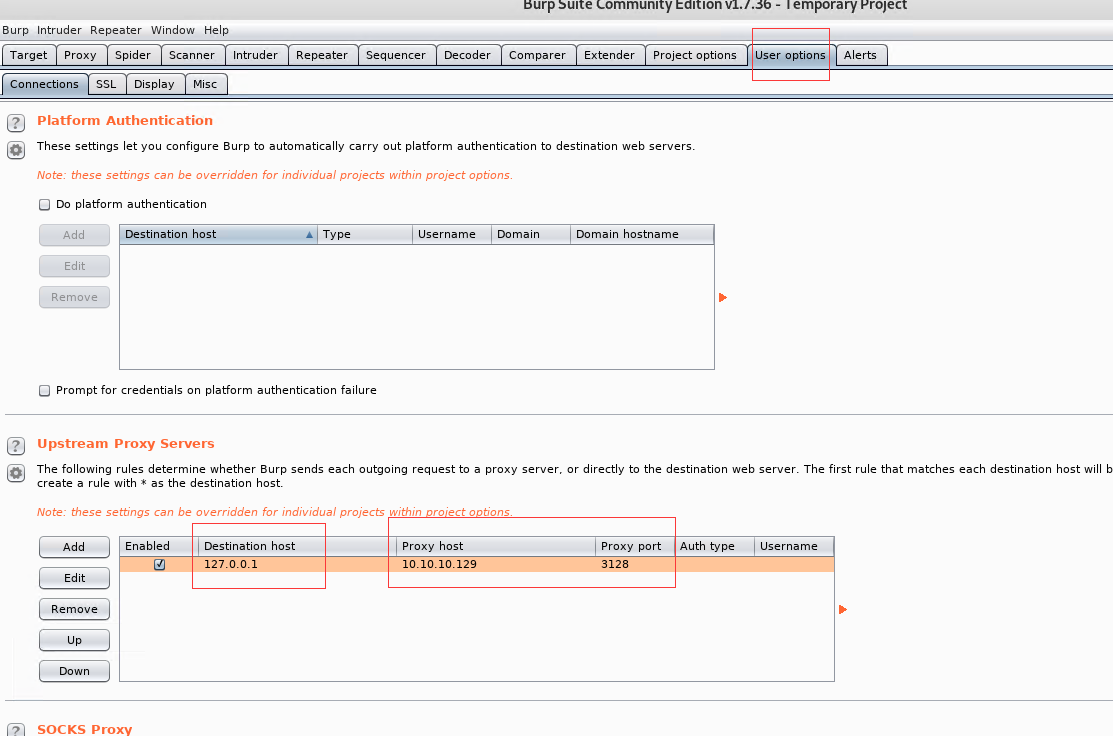 Burp Suite Community Edition v1.7.36 - Temporary Project
Burp Intruder Repeater Window Help
Target Proxy Spider Scanner Intruder Repeater Sequencer Decoder Comparer Extender Project options User options Alerts
Connections SSL Display Misc
? Platform Authentication
These settings let you configure Burp to automatically carry out platform authentication to destination web servers.
Note: these settings can be overridden for individual projects within project options.
Do platform authentication
Add
Edit
Remove
Destination host Type Username Domain Domain hostname
Prompt for credentials on platform authentication failure
? Upstream Proxy Servers
The following rules determine whether Burp sends each outgoing request to a proxy server, or directly to the destination web server. The first rule that matches each destination host will b
create a rule with * as the destination host.
Note: these settings can be overridden for individual projects within project options.
Add
Edit
Remove
Up
Down
Enabled Destination host Proxy host Proxy port Auth type Username
127.0.0.1 10.10.10.129 3128
? SOCKS Proxy